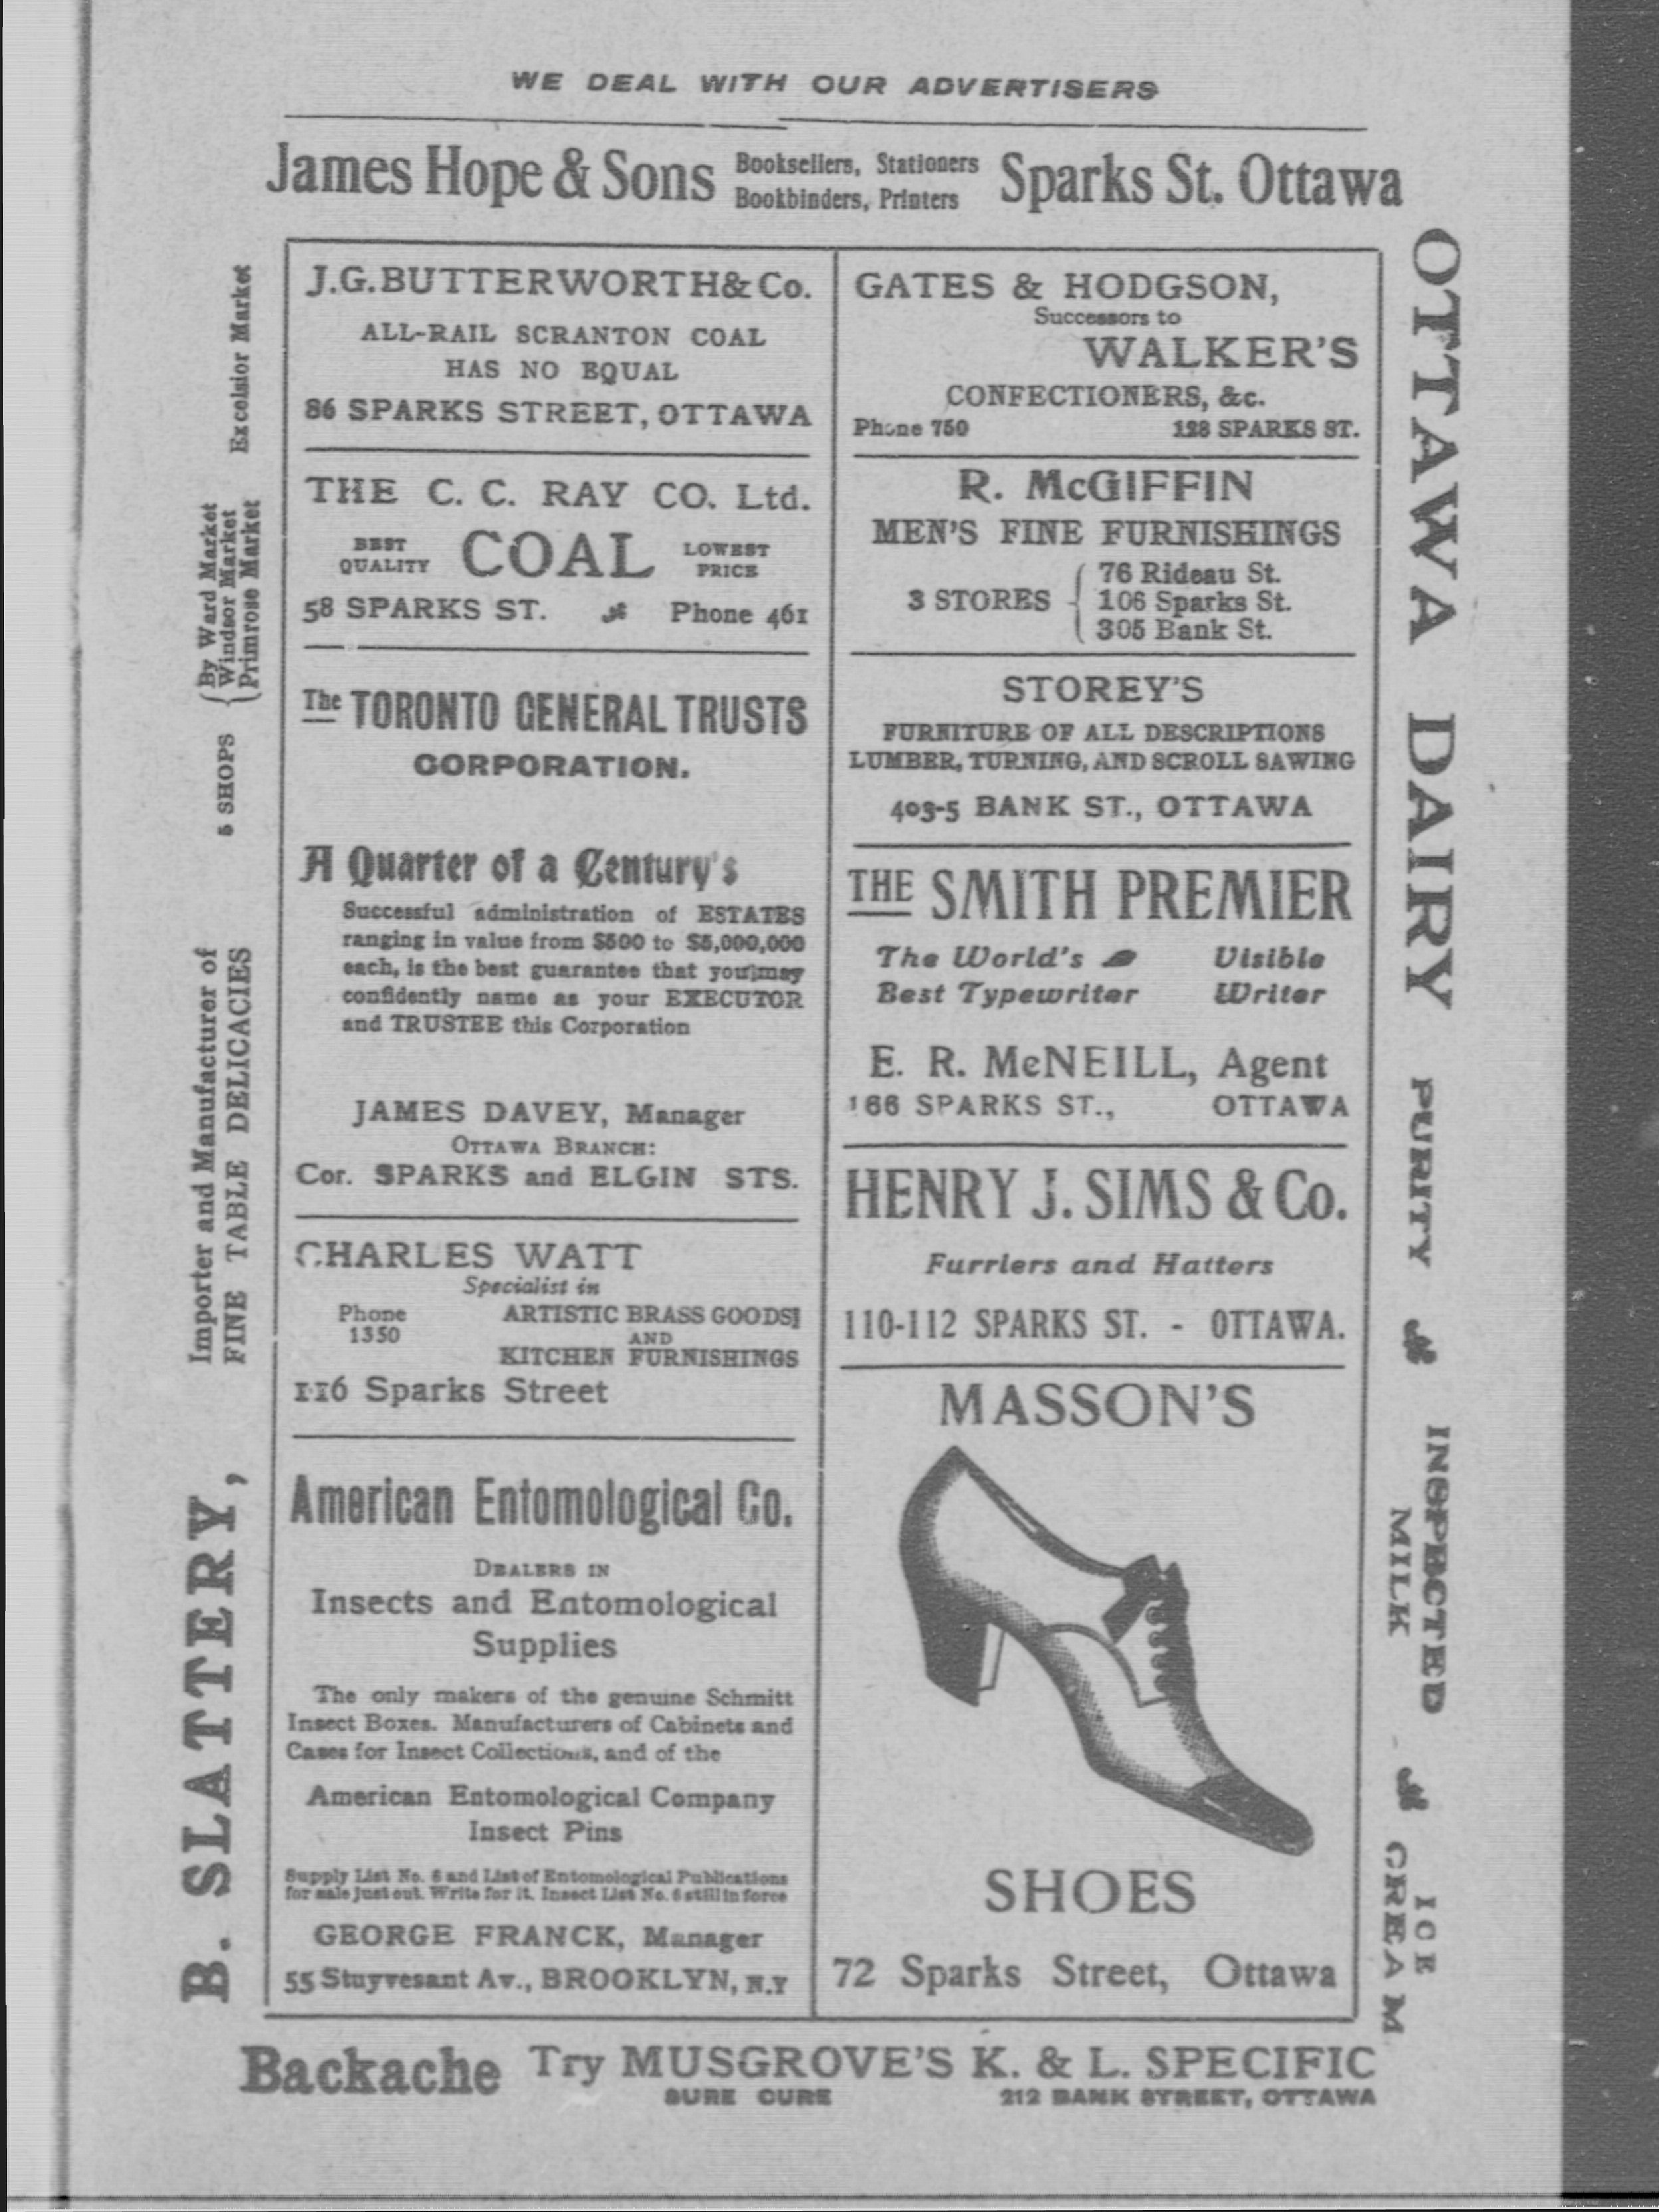 WE DEAL WITH OUR ADVERTISERS
James Hope & Sons Booksellers, Stationers Sparks St. Ottawa
Bookbinders, Printers
J.G. BUTTERWORTH & Co.
ALL-RAIL SCRANTON COAL
HAS NO EQUAL
86 SPARKS STREET, OTTAWA
THE C. C. RAY CO. Ltd.
BEST QUALITY COAL LOWEST PRICE
58 SPARKS ST. Phone 461
The TORONTO GENERAL TRUSTS
CORPORATION.
A Quarter of a Century's
Successful administration of ESTATES
ranging in value from $500 to $5,000,000
each, is the best guarantee that you may
confidently name as your EXECUTOR
and TRUSTEE this Corporation
JAMES DAVEY, Manager
OTTAWA BRANCH:
Cor. SPARKS and ELGIN STS.
CHARLES WATT
Specialist in
Phone 1350
ARTISTIC BRASS GOODS
AND
KITCHEN FURNISHINGS
116 Sparks Street
American Entomological Co.
DEALERS IN
Insects and Entomological
Supplies
The only makers of the genuine Schmitt
Insect Boxes. Manufacturers of Cabinets and
Cases for Insect Collections, and of the
American Entomological Company
Insect Pins
Supply List No. 6 and List of Entomological Publications
for sale just out. Write for it. Insect List No. 6 still in force
GEORGE FRANCK, Manager
55 Stuyvesant Av., BROOKLYN, N.Y
GATES & HODGSON,
Successors to
WALKER'S
CONFECTIONERS, &c.
Phone 750 128 SPARKS ST.
R. McGIFFIN
MEN'S FINE FURNISHINGS
3 STORES
76 Rideau St.
106 Sparks St.
305 Bank St.
STOREY'S
FURNITURE OF ALL DESCRIPTIONS
LUMBER, TURNING, AND SCROLL SAWING
403-5 BANK ST., OTTAWA
THE SMITH PREMIER
The World's Visible
Best Typewriter Writer
E. R. McNEILL, Agent
166 SPARKS ST., OTTAWA
HENRY J. SIMS & Co.
Furriers and Hatters
110-112 SPARKS ST. - OTTAWA.
MASSON'S
SHOES
72 Sparks Street, Ottawa
B. SLATTERY,
Importer and Manufacturer of
FINE TABLE DELICACIES
5 SHOPS
By Ward Market
Windsor Market
Primrose Market
Excelsior Market
OTTAWA DAIRY PURITY
INSPECTED
MILK
ICE
CREAM
Backache Try MUSGROVE'S K. & L. SPECIFIC
SURE CURE 212 BANK STREET, OTTAWA